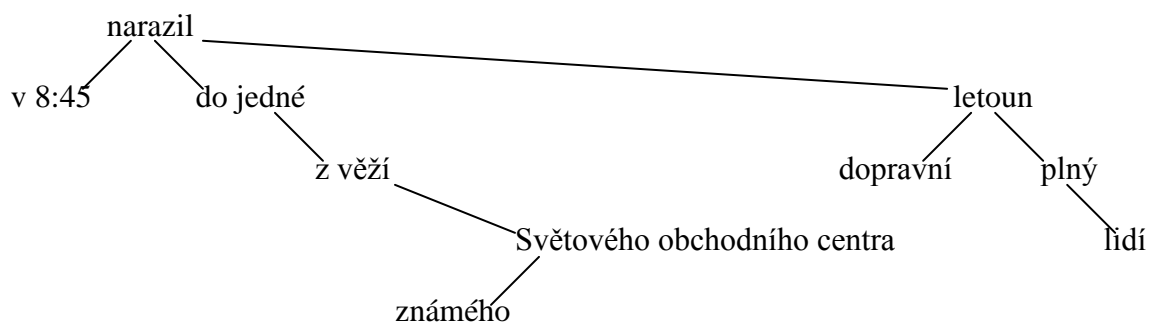 narazil
v 8:45 do jedné letoun
z věží dopravní plný
Světového obchodního centra lidí
známého